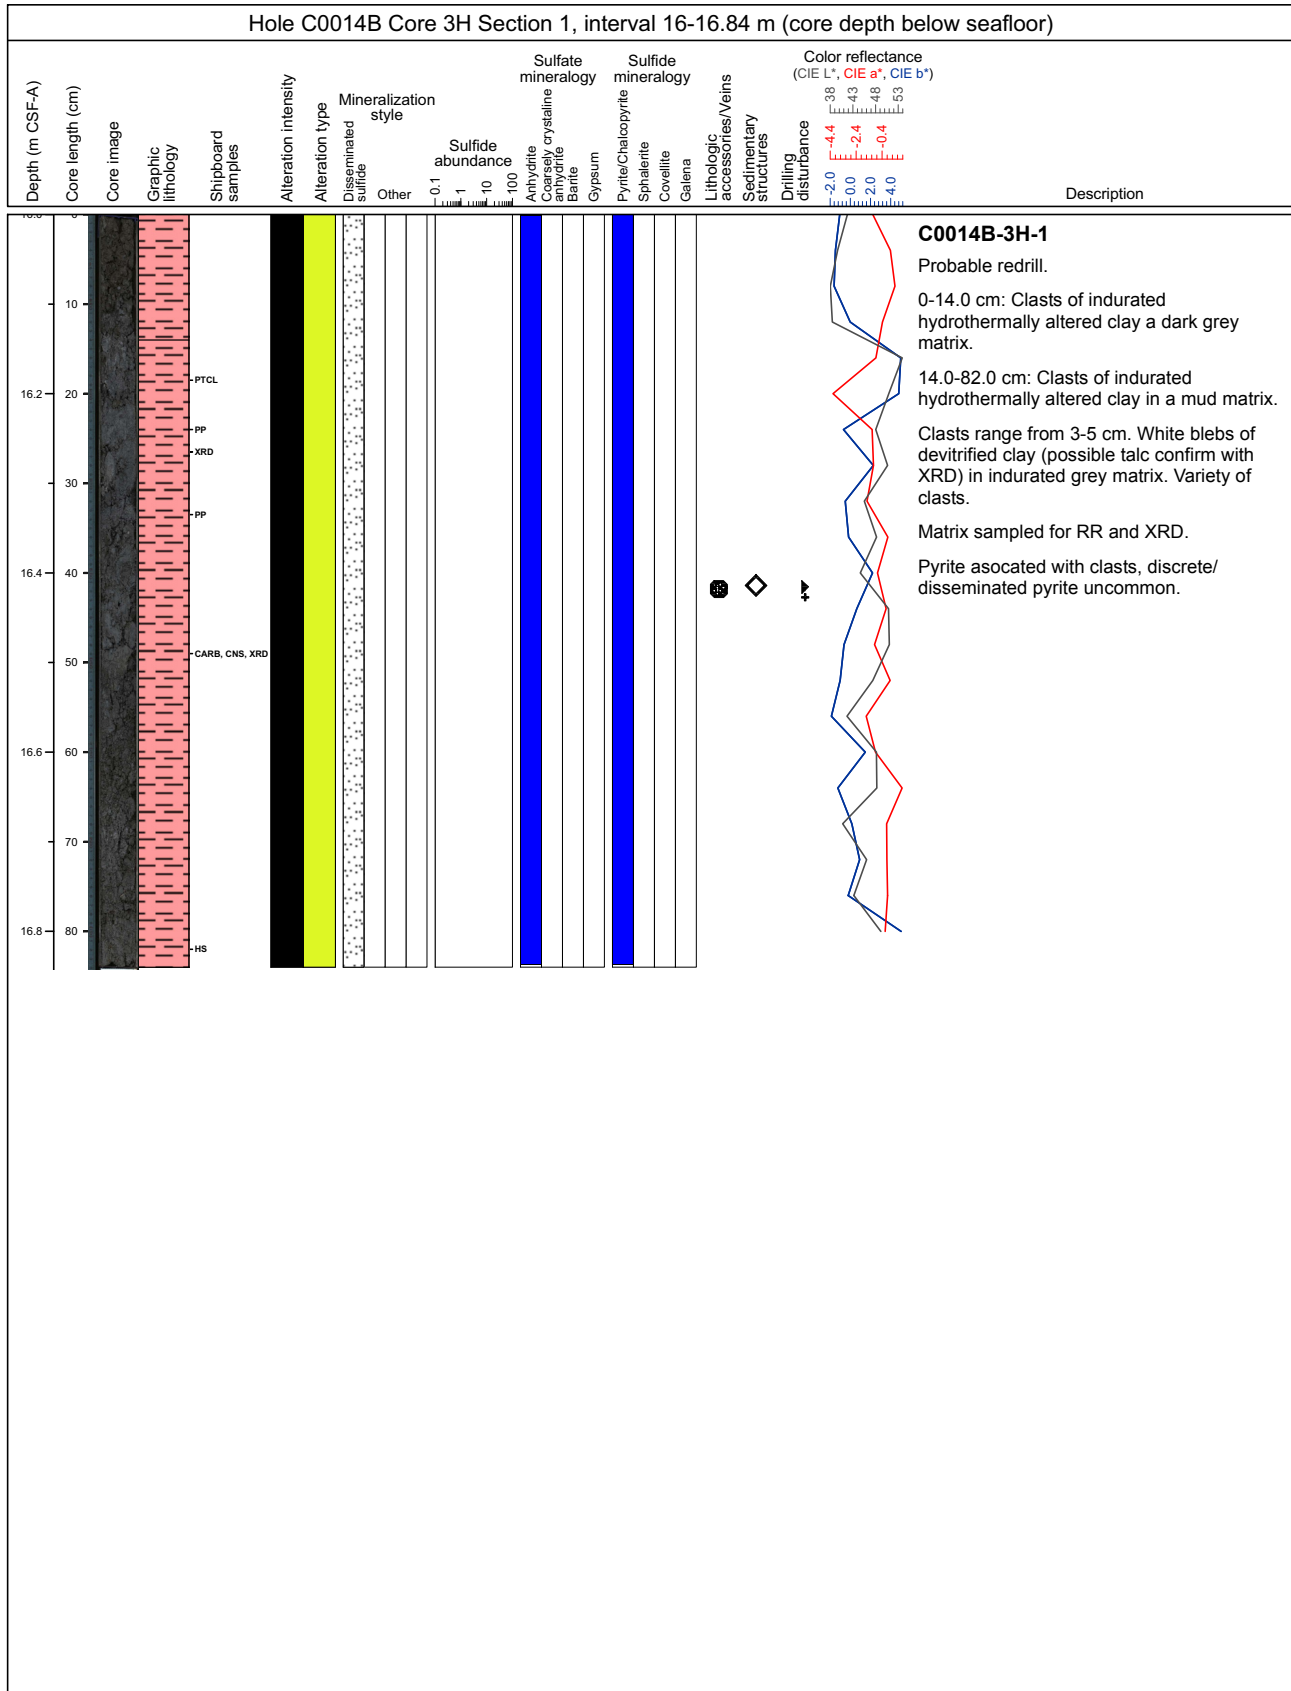 Hole C0014B Core 3H Section 1, interval 16-16.84 m (core depth below seafloor)
Depth (m CSF-A)
Core length (cm)
Core image
Graphic
lithology
Shipboard
samples
Alteration intensity
Alteration type
Mineralization
style
Disseminated
sulfide
Other
Sulfide
abundance
0.1
1
10
100
Sulfate
mineralogy
Anhydrite
Coarsely crystaline
anhydrite
Barite
Gypsum
Sulfide
mineralogy
Pyrite/Chalcopyrite
Sphalerite
Covellite
Galena
Lithologic
accessories/Veins
Sedimentary
structures
Drilling
disturbance
Color reflectance
(CIE L*, CIE a*, CIE b*)
38
43
48
53
-4.4
-2.4
-0.4
-2.0
0.0
2.0
4.0
Description
10
16.2
20
30
16.4
40
50
16.6
60
70
16.8
80
PTCL
PP
XRD
PP
CARB, CNS, XRD
HS
C0014B-3H-1
Probable redrill.
0-14.0 cm: Clasts of indurated
hydrothermally altered clay a dark grey
matrix.
14.0-82.0 cm: Clasts of indurated
hydrothermally altered clay in a mud matrix.
Clasts range from 3-5 cm. White blebs of
devitrified clay (possible talc confirm with
XRD) in indurated grey matrix. Variety of
clasts.
Matrix sampled for RR and XRD.
Pyrite asocated with clasts, discrete/
disseminated pyrite uncommon.